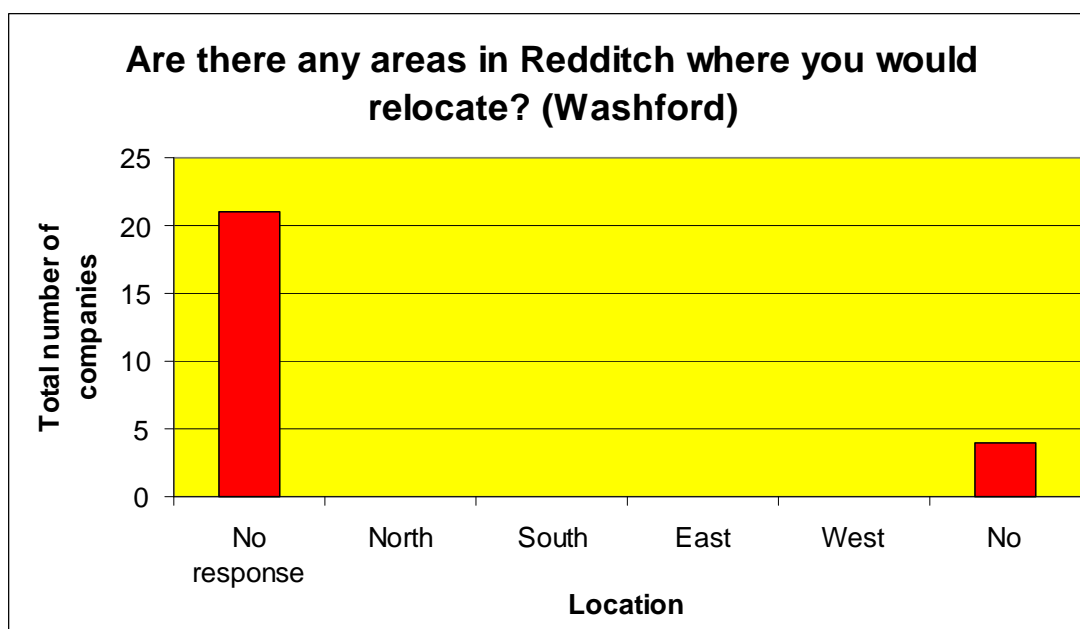 Are there any areas in Redditch where you would
relocate? (Washford)
25
20
15
10
5
0
Total number of
companies
No
response
North
South
East
West
No
Location